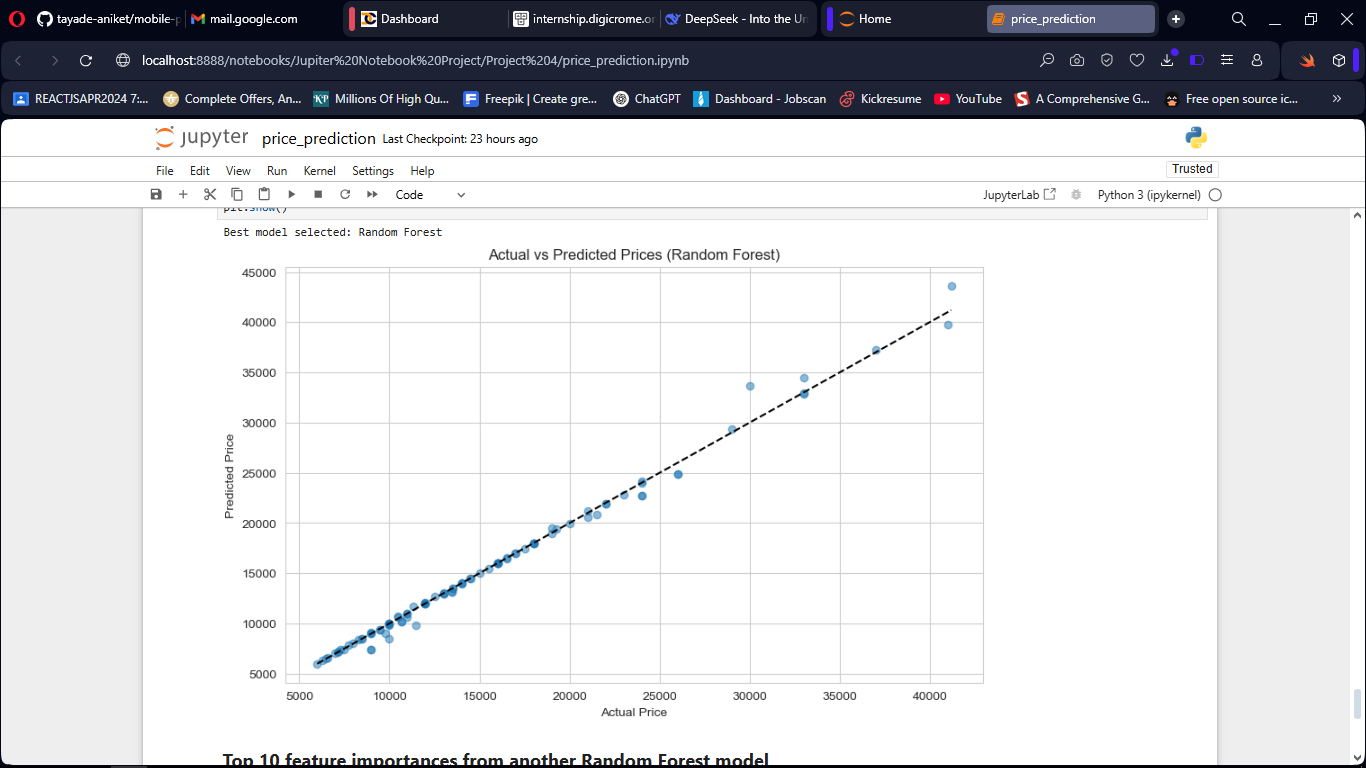 tayade-aniket/mobile-p
mail.google.com
Dashboard
internship.digicrome.or
DeepSeek - Into the Un
Home
price_prediction
localhost:8888/notebooks/Jupiter%20Notebook%20Project/Project%204/price_prediction.ipynb
REACTJSAPR2024 7:...
Complete Offers, An...
KP Millions Of High Qu...
Freepik | Create gre...
ChatGPT
Dashboard - Jobscan
Kickresume
YouTube
S A Comprehensive G...
Free open source ic...
»
jupyter price_prediction Last Checkpoint: 23 hours ago
File Edit View Run Kernel Settings Help
Trusted
Code
JupyterLab
Python 3 (ipykernel)
plt.show()
Best model selected: Random Forest
Actual vs Predicted Prices (Random Forest)
45000
40000
35000
30000
25000
20000
15000
10000
5000
Predicted Price
5000 10000 15000 20000 25000 30000 35000 40000
Actual Price
Top 10 feature importances from another Random Forest model